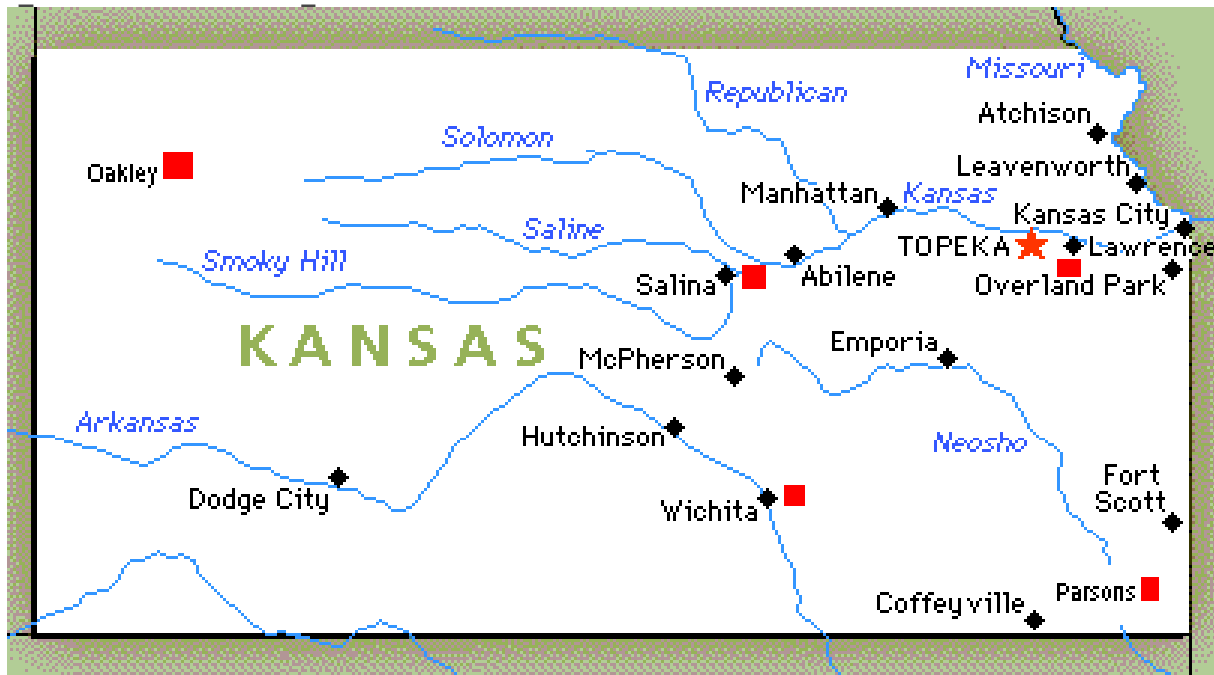 Missouri
Republican
Atchison
Solomon
Leavenworth
Oakley
Manhattan
Kansas
Kansas City
Saline
TOPEKA
Lawrence
Smoky Hill
Salina
Abilene
Overland Park
KANSAS
McPherson
Emporia
Arkansas
Hutchinson
Neosho
Dodge City
Wichita
Fort
Scott
Coffeyville
Parsons